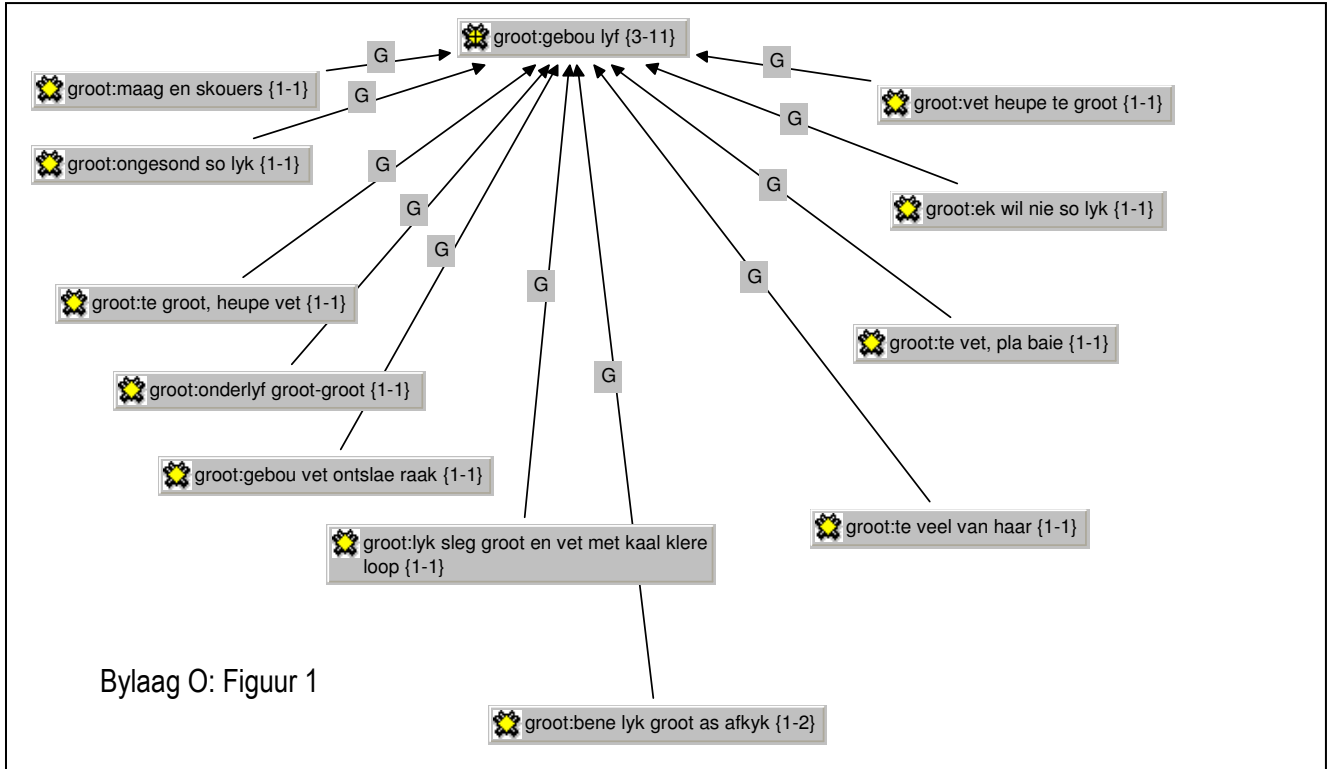 groot:gebou lyf {3-11}
G
G
G
groot:maag en skouers {1-1}
groot:vet heupe te groot {1-1}
G
G
groot:ongesond so lyk {1-1}
G
G
groot:ek wil nie so lyk {1-1}
G
G
G
G
groot:te groot, heupe vet {1-1}
groot:te vet, pla baie {1-1}
G
groot:onderlyf groot-groot {1-1}
groot:gebou vet ontslae raak {1-1}
groot:te veel van haar {1-1}
groot:lyk sleg groot en vet met kaal klere
loop {1-1}
Bylaag O: Figuur 1
groot:bene lyk groot as afkyk {1-2}